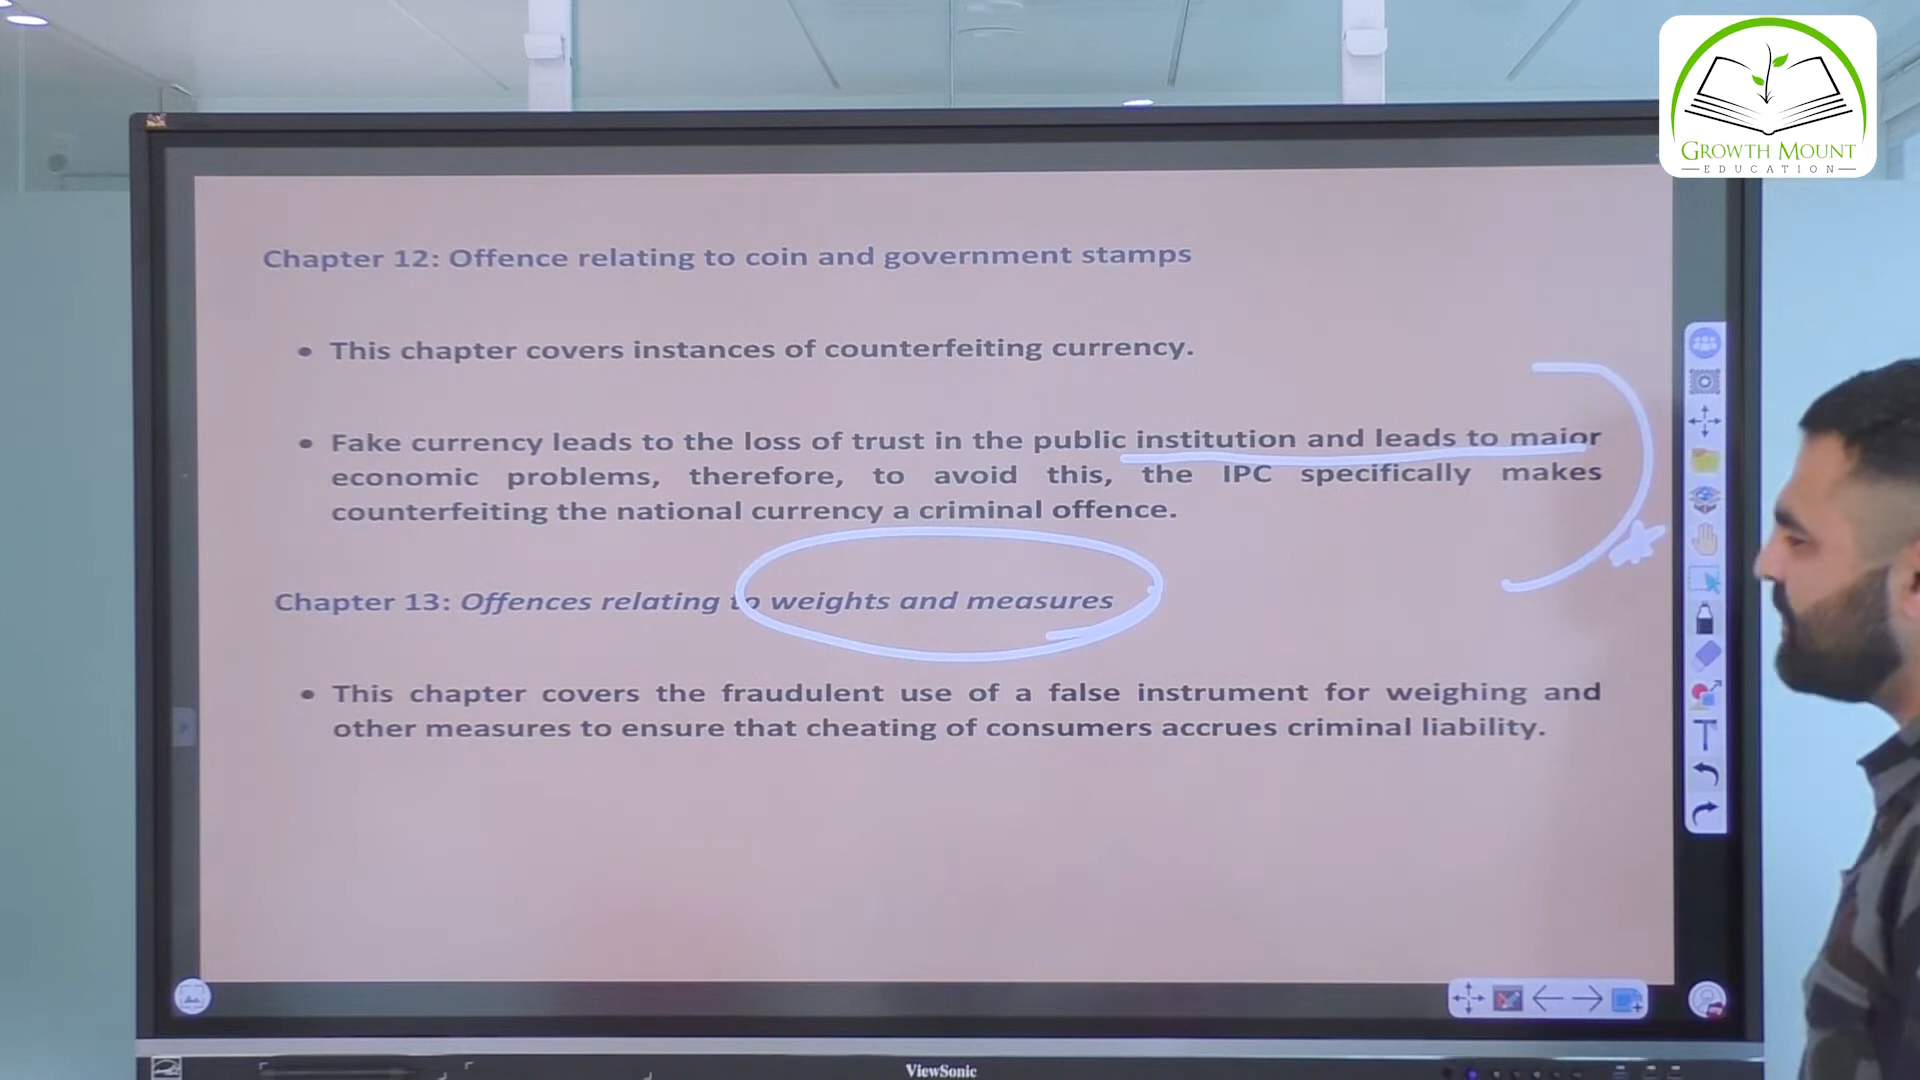 GROWTH MOUNT
EDUCATION
Chapter 12: Offence relating to coin and government stamps
• This chapter covers instances of counterfeiting currency.
• Fake currency leads to the loss of trust in the public institution and leads to major
economic problems, therefore, to avoid this, the IPC specifically makes
counterfeiting the national currency a criminal offence.
Chapter 13: Offences relating to weights and measures
• This chapter covers the fraudulent use of a false instrument for weighing and
other measures to ensure that cheating of consumers accrues criminal liability.
T
ViewSonic